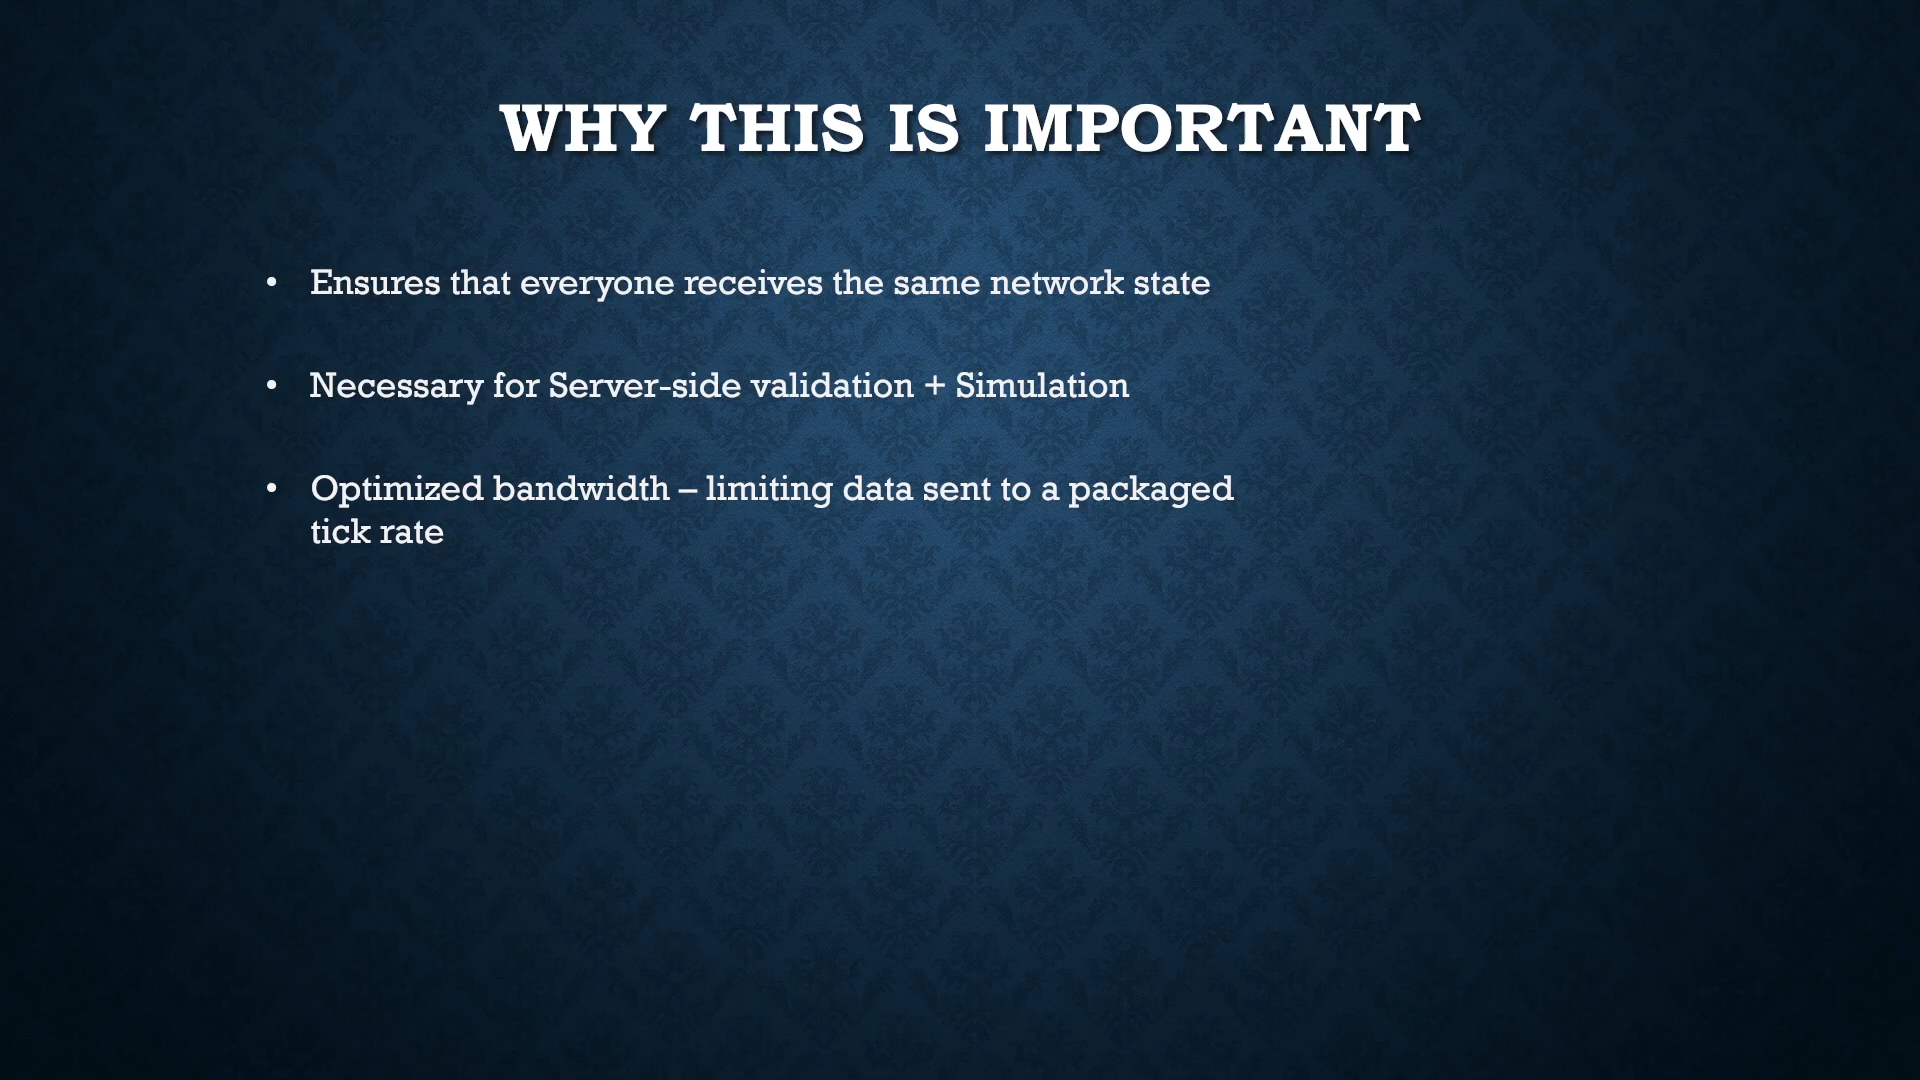 WHY THIS IS IMPORTANT
• Ensures that everyone receives the same network state
• Necessary for Server-side validation + Simulation
• Optimized bandwidth – limiting data sent to a packaged
tick rate